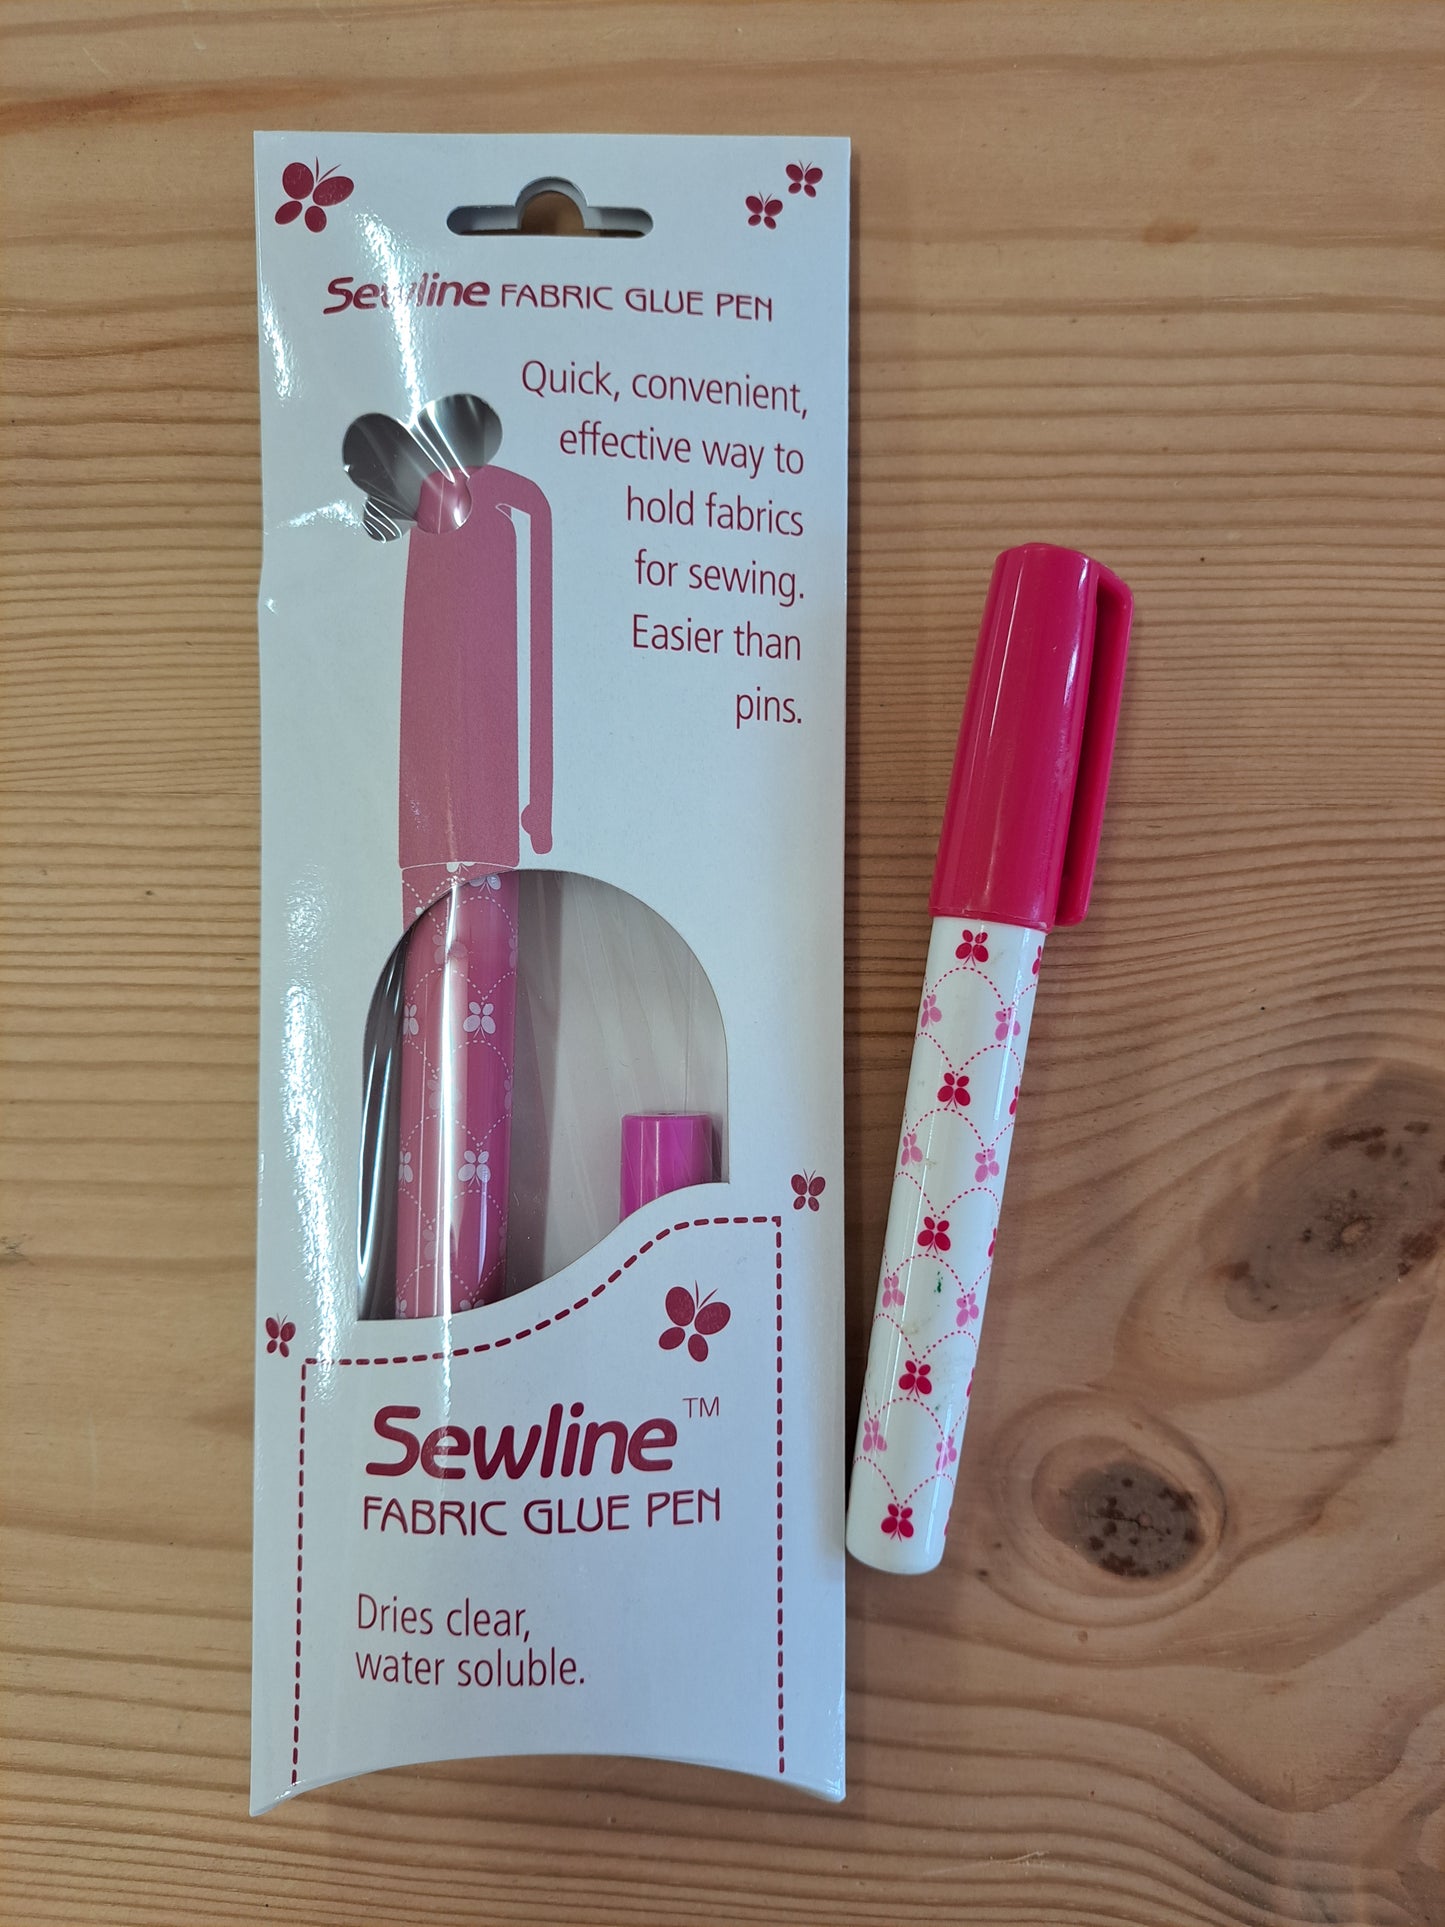 Sewline FABRIC GLUE PEN
Quick, convenient,
effective way to
hold fabrics
for sewing.
Easier than
pins.
Sewline™
FABRIC GLUE PEN
Dries clear,
water soluble.